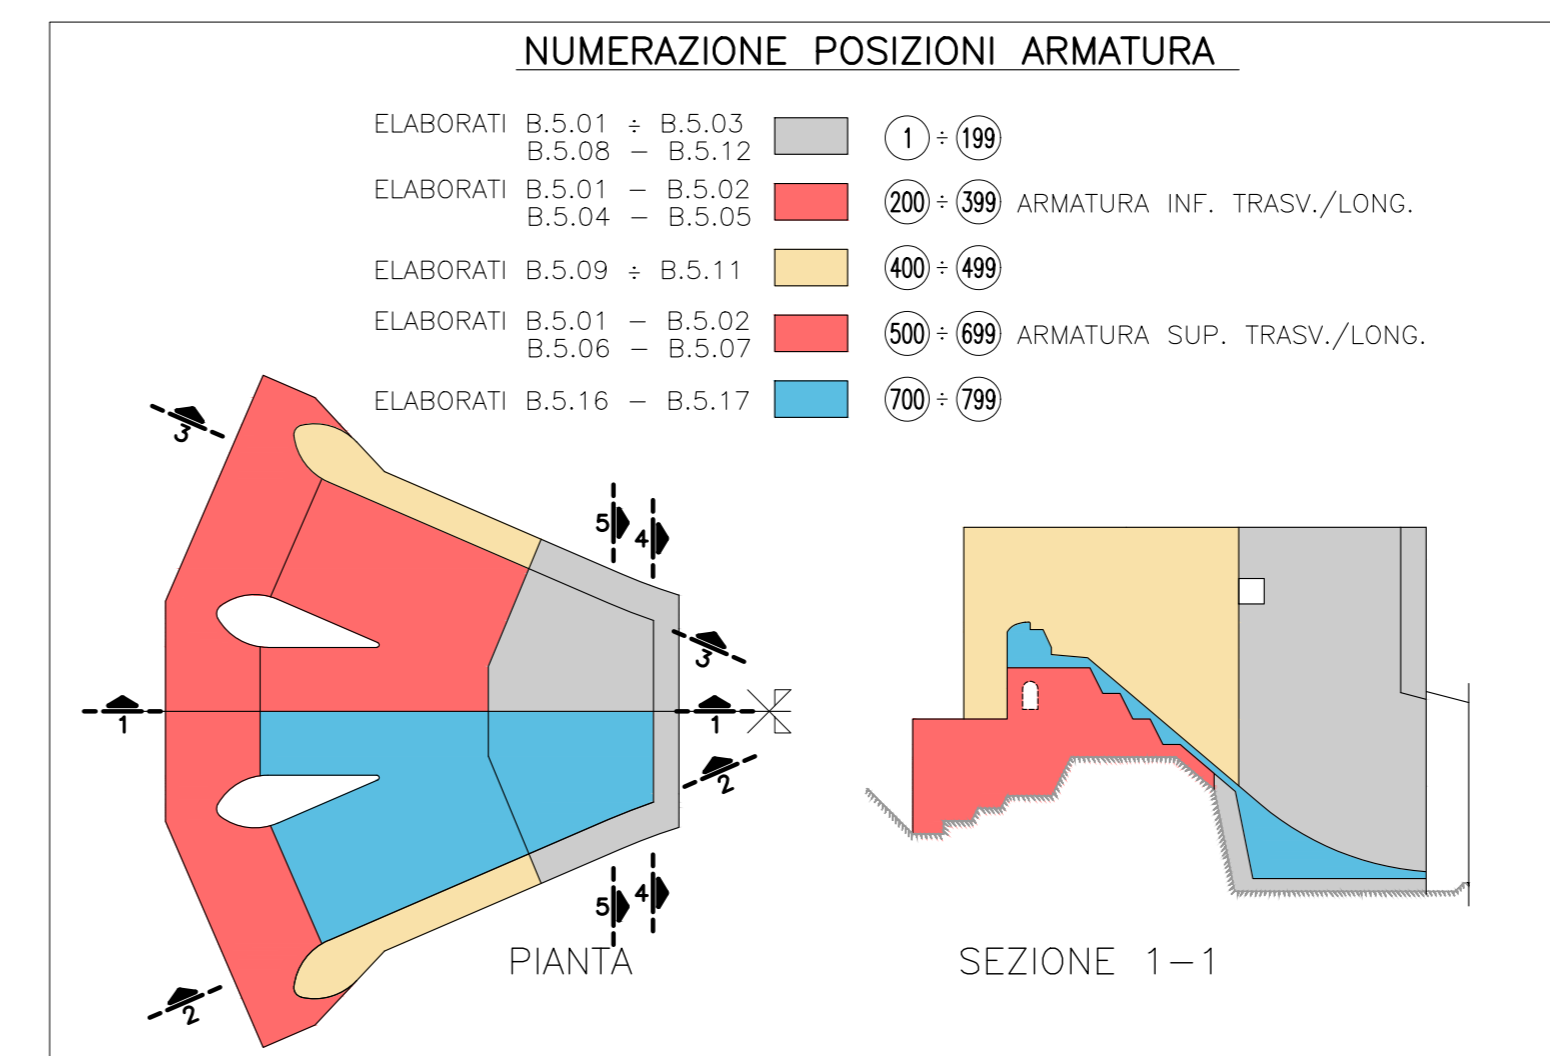 NUMERAZIONE POSIZIONI ARMATURA
ELABORATI B.5.01 ÷ B.5.03
B.5.08 – B.5.12
1 ÷ 199
ELABORATI B.5.01 – B.5.02
B.5.04 – B.5.05
200 ÷ 399 ARMATURA INF. TRASV./LONG.
ELABORATI B.5.09 ÷ B.5.11
400 ÷ 499
ELABORATI B.5.01 – B.5.02
B.5.06 – B.5.07
500 ÷ 699 ARMATURA SUP. TRASV./LONG.
ELABORATI B.5.16 – B.5.17
700 ÷ 799
3
5
4
3
1
1
2
4
5
2
PIANTA
SEZIONE 1–1